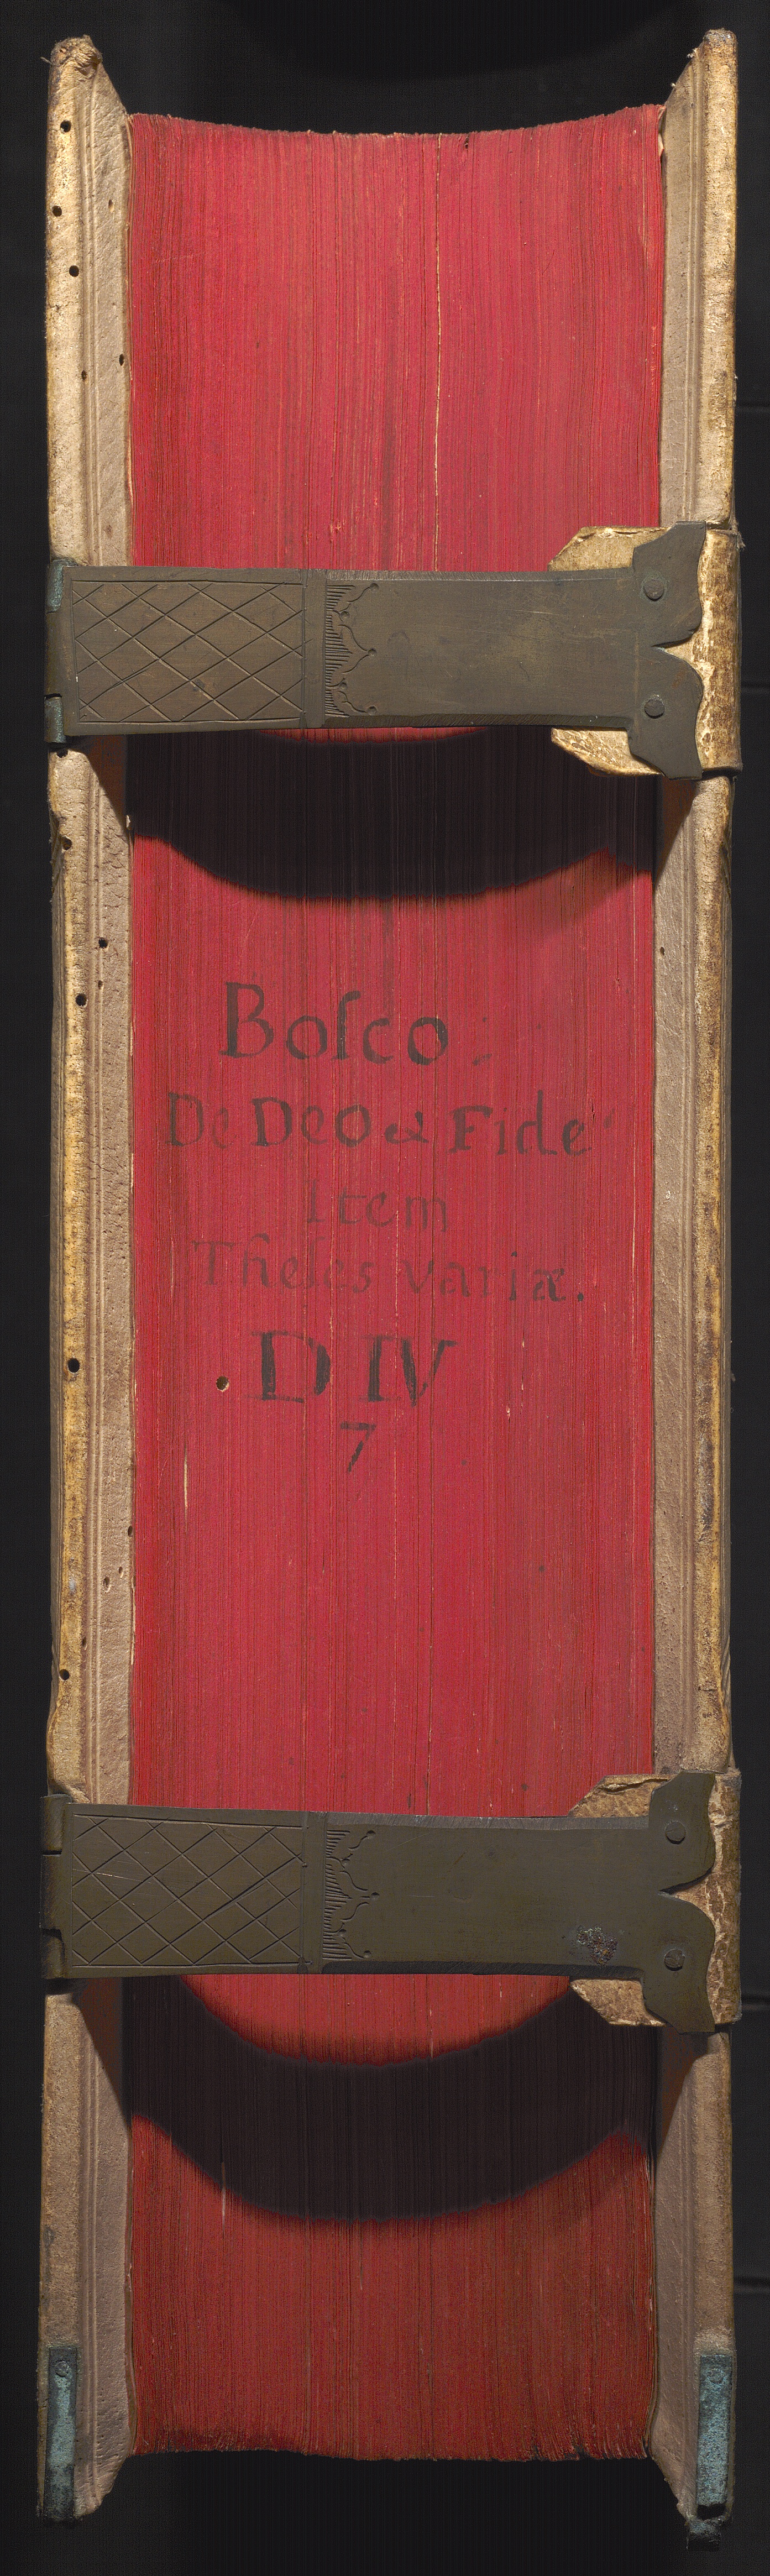 Boſco:
De Deo & Fide
Item
Theſes variæ.
D IV
7